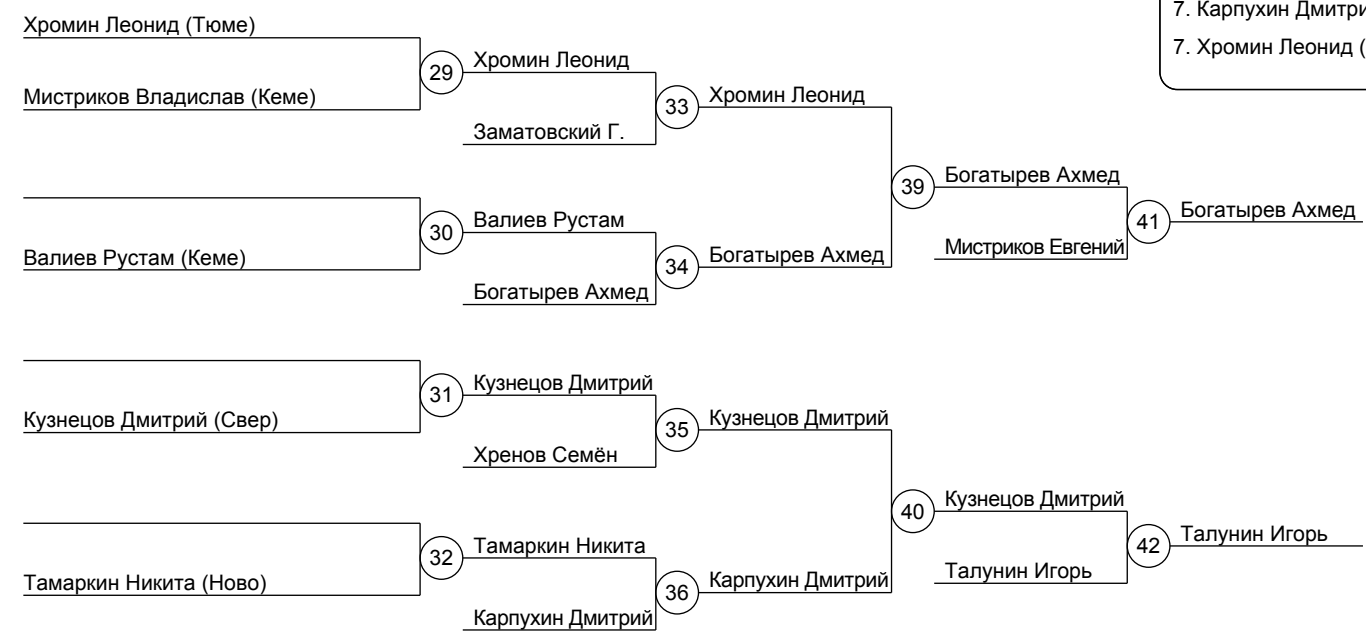 7. Карпухин Дмитри
7. Хромин Леонид (
Хромин Леонид (Тюме)
29
Хромин Леонид
Мистриков Владислав (Кеме)
33
Хромин Леонид
Заматовский Г.
39
Богатырев Ахмед
30
Валиев Рустам
41
Богатырев Ахмед
Валиев Рустам (Кеме)
34
Богатырев Ахмед
Мистриков Евгений
Богатырев Ахмед
31
Кузнецов Дмитрий
Кузнецов Дмитрий (Свер)
35
Кузнецов Дмитрий
Хренов Семён
40
Кузнецов Дмитрий
32
Тамаркин Никита
42
Талунин Игорь
Тамаркин Никита (Ново)
36
Карпухин Дмитрий
Талунин Игорь
Карпухин Дмитрий